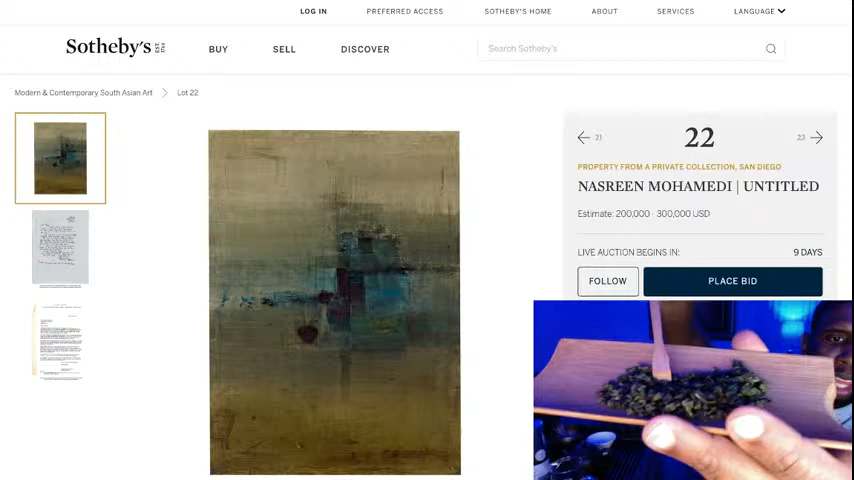 LOG IN PREFERRED ACCESS SOTHEBY'S HOME ABOUT SERVICES LANGUAGE
Sotheby's EST. 1744 BUY SELL DISCOVER Search Sotheby's
Modern & Contemporary South Asian Art Lot 22
21 22 23
PROPERTY FROM A PRIVATE COLLECTION, SAN DIEGO
NASREEN MOHAMEDI | UNTITLED
Estimate: 200,000 - 300,000 USD
LIVE AUCTION BEGINS IN: 9 DAYS
FOLLOW PLACE BID